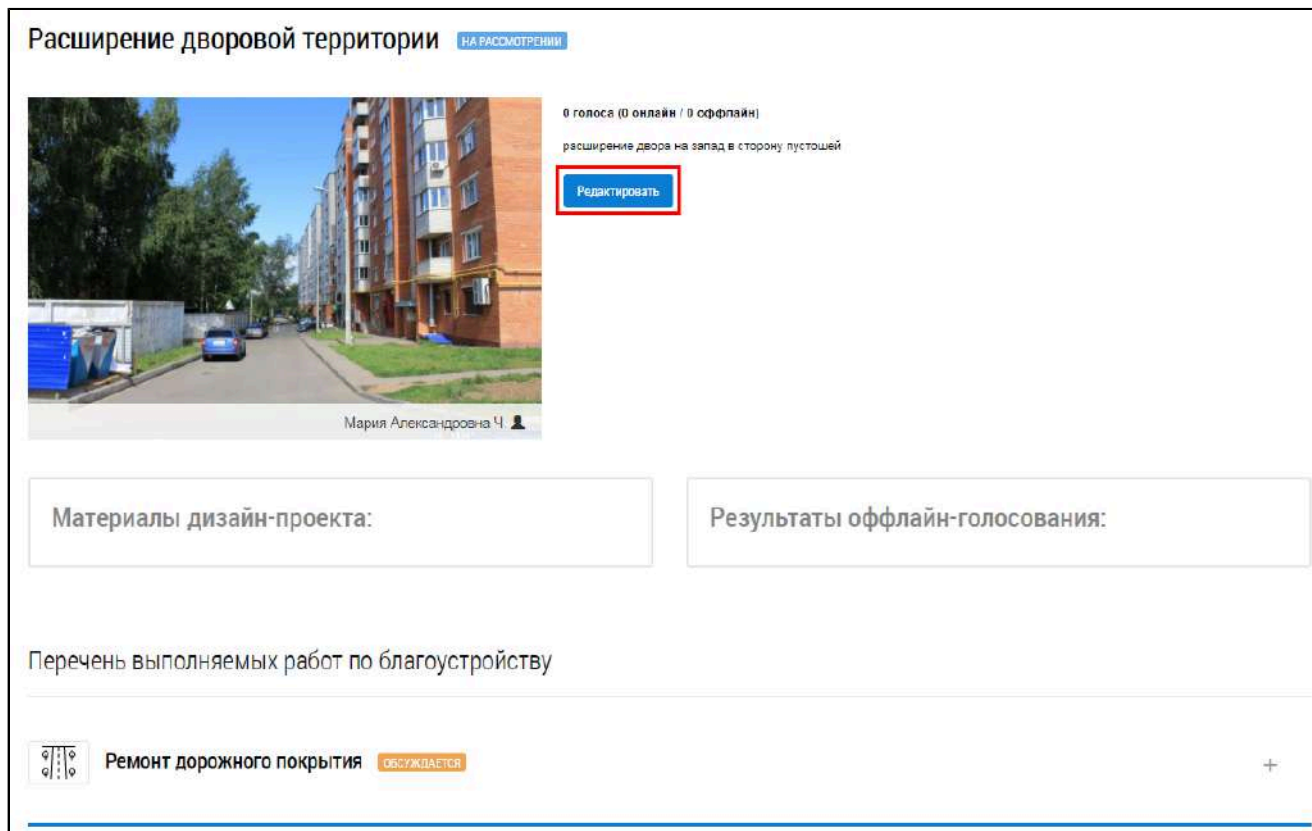 Расширение дворовой территории НА РАССМОТРЕНИИ
0 голоса (0 онлайн / 0 оффлайн)
расширение двора на запад в сторону пустошей
Редактировать
Мария Александровна Ч.
Материалы дизайн-проекта:
Результаты оффлайн-голосования:
Перечень выполняемых работ по благоустройству
Ремонт дорожного покрытия ОБСУЖДАЕТСЯ